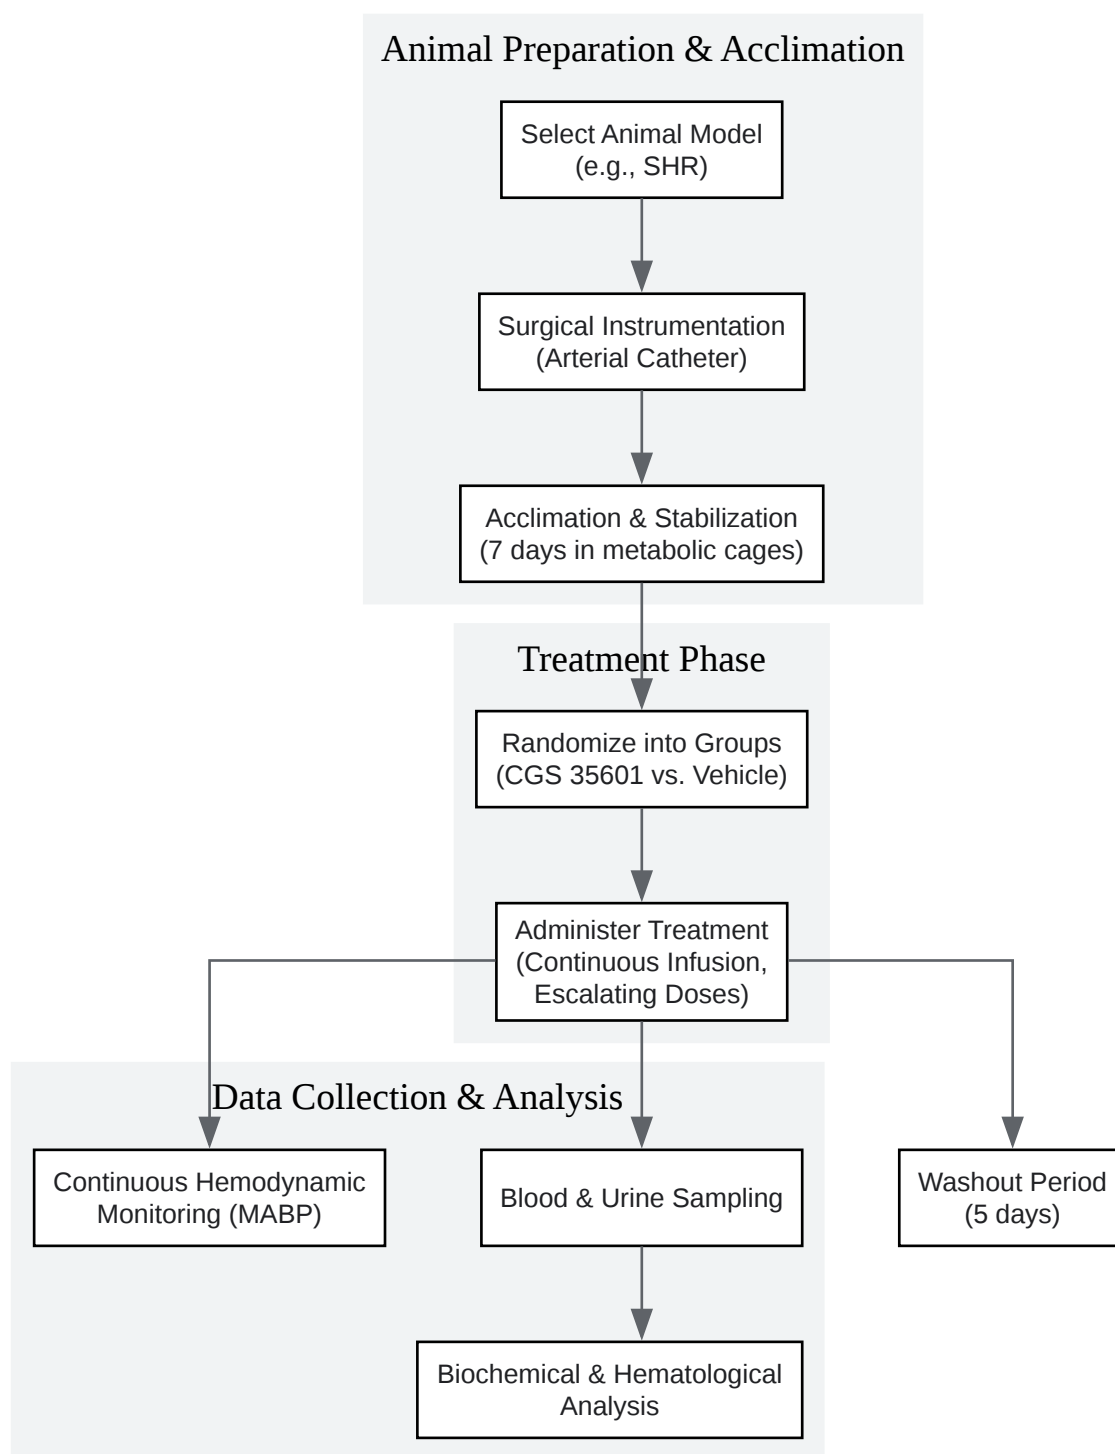 Animal Preparation & Acclimation
Select Animal Model
(e.g., SHR)
Surgical Instrumentation
(Arterial Catheter)
Acclimation & Stabilization
(7 days in metabolic cages)
Treatment Phase
Randomize into Groups
(CGS 35601 vs. Vehicle)
Administer Treatment
(Continuous Infusion,
Escalating Doses)
Data Collection & Analysis
Continuous Hemodynamic
Monitoring (MABP)
Blood & Urine Sampling
Washout Period
(5 days)
Biochemical & Hematological
Analysis